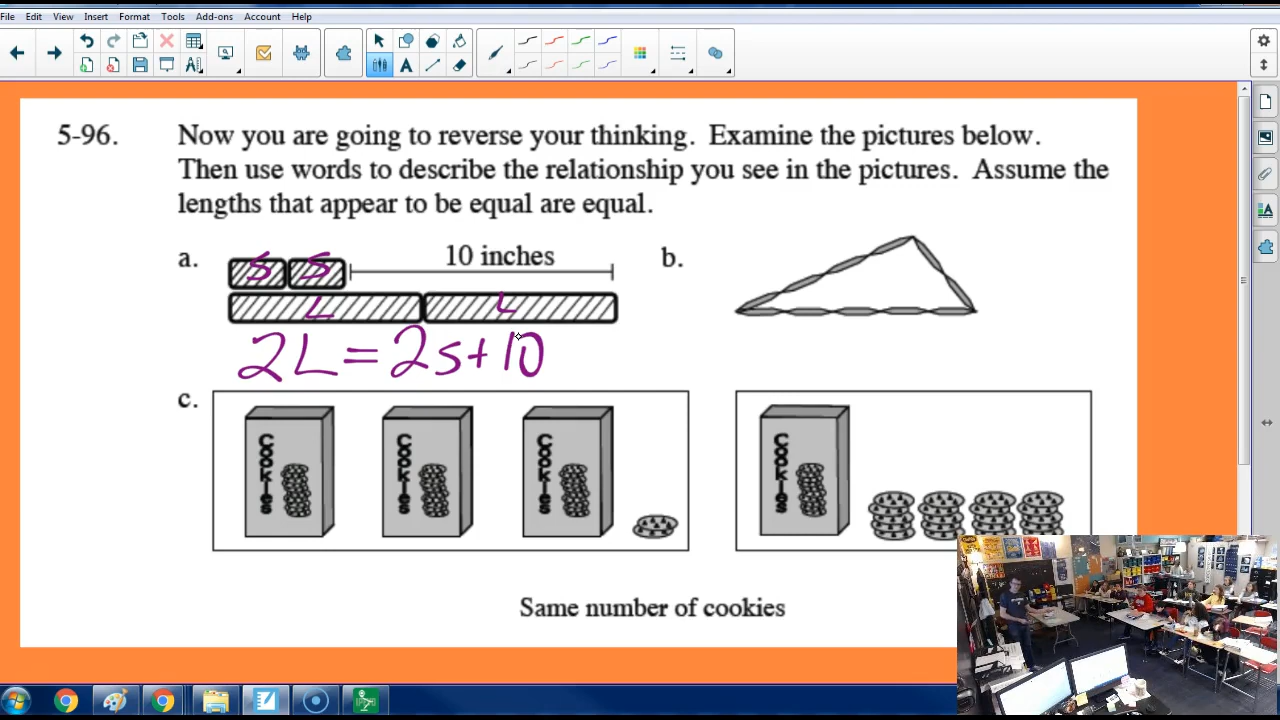 File Edit View Insert Format Tools Add-ons Account Help
5-96. Now you are going to reverse your thinking. Examine the pictures below.
Then use words to describe the relationship you see in the pictures. Assume the
lengths that appear to be equal are equal.
a. S S 10 inches
L L
2L = 2s + 10
b.
c.
Cookies Cookies Cookies Cookies
Same number of cookies